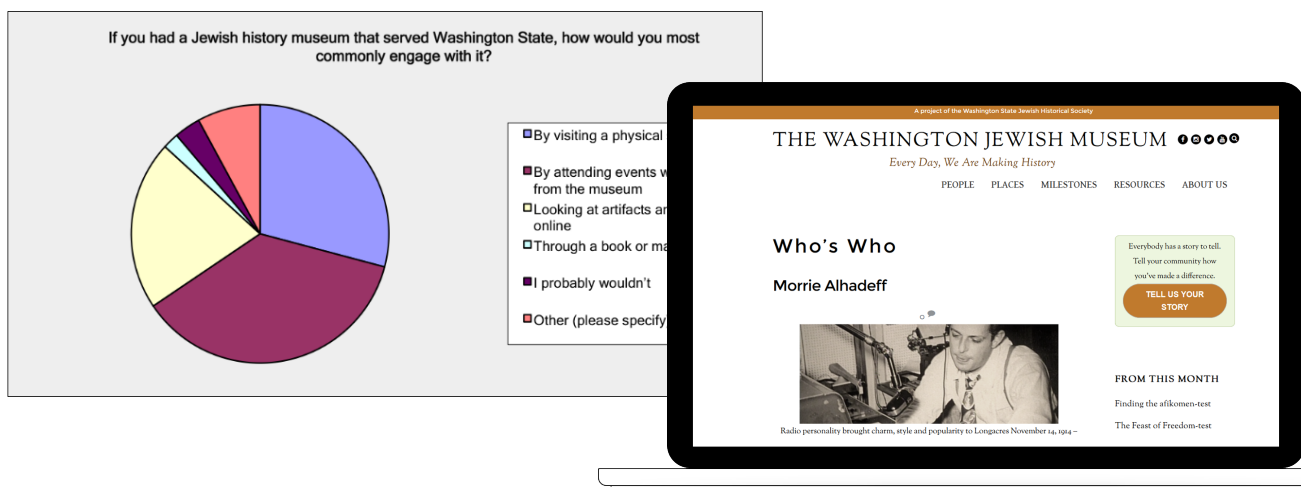 If you had a Jewish history museum that served Washington State, how would you most
commonly engage with it?
By visiting a physical
By attending events
from the museum
Looking at artifacts
online
Through a book or
I probably wouldn't
Other (please specify
A project of the Washington State Jewish Historical Society
THE WASHINGTON JEWISH MUSEUM
Every Day, We Are Making History
PEOPLE PLACES MILESTONES RESOURCES ABOUT US
Who's Who
Morrie Alhadeff
0
Radio personality brought charm, style and popularity to Longacres November 14, 1914 –
Everybody has a story to tell.
Tell your community how
you've made a difference.
TELL US YOUR
STORY
FROM THIS MONTH
Finding the afikomen-test
The Feast of Freedom-test